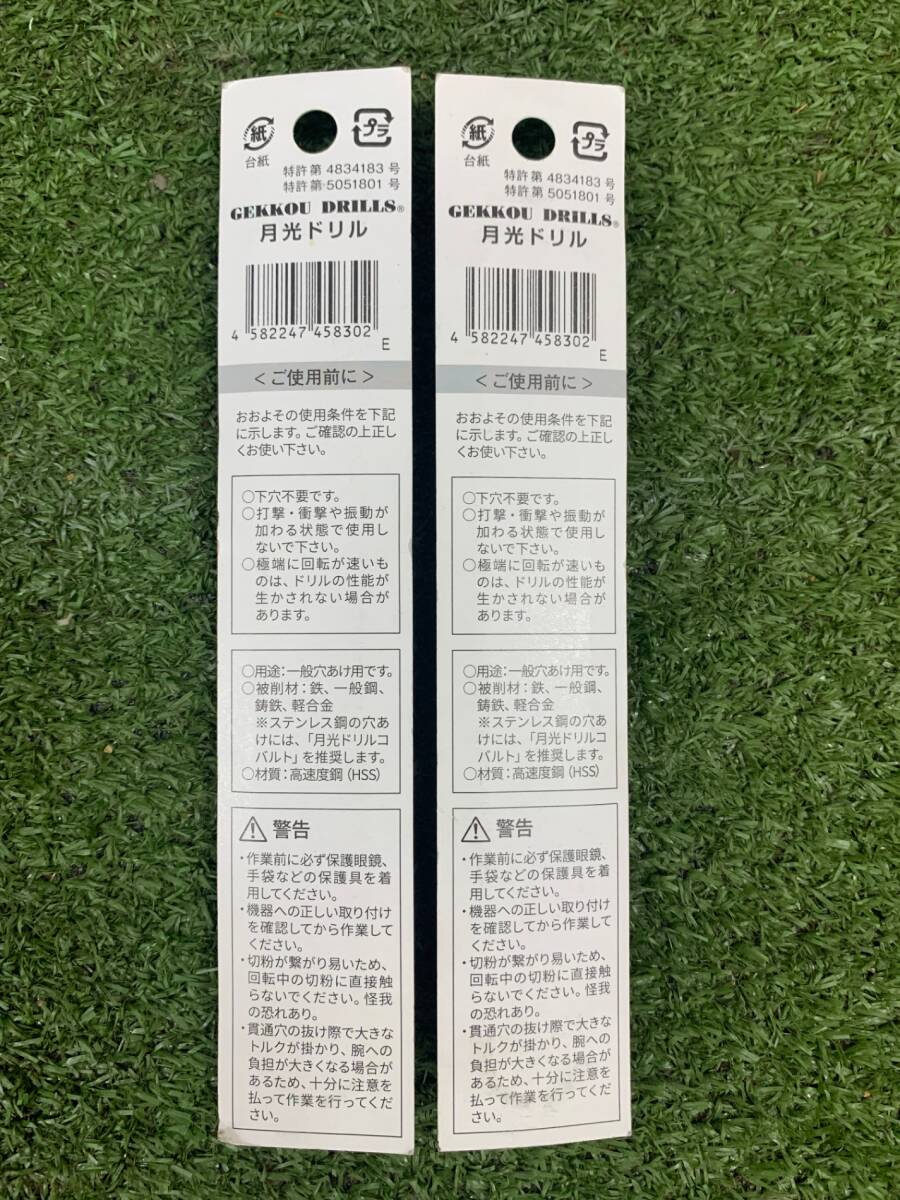 紙
プラ
台紙
特許第 4834183 号
特許第 5051801 号
GEKKOU DRILLS®
月光ドリル
4 582247 458302
E
＜ご使用前に＞
おおよその使用条件を下記
に示します。ご確認の上正し
くお使い下さい。
○下穴不要です。
○打撃・衝撃や振動が
加わる状態で使用し
ないで下さい。
○極端に回転が速いも
のは、ドリルの性能が
生かされない場合が
あります。
○用途：一般穴あけ用です。
○被削材：鉄、一般鋼、
鋳鉄、軽合金
※ステンレス鋼の穴あ
けには、「月光ドリルコ
バルト」を推奨します。
○材質：高速度鋼（HSS）
警告
・作業前に必ず保護眼鏡、
手袋などの保護具を着
用してください。
・機器への正しい取り付け
を確認してから作業して
ください。
・切粉が繋がり易いため、
回転中の切粉に直接触
らないでください。怪我
の恐れあり。
・貫通穴の抜け際で大きな
トルクが掛かり、腕への
負担が大きくなる場合が
あるため、十分に注意を
払って作業を行ってくだ
さい。
紙
プラ
台紙
特許第 4834183 号
特許第 5051801 号
GEKKOU DRILLS®
月光ドリル
4 582247 458302
E
＜ご使用前に＞
おおよその使用条件を下記
に示します。ご確認の上正し
くお使い下さい。
○下穴不要です。
○打撃・衝撃や振動が
加わる状態で使用し
ないで下さい。
○極端に回転が速いも
のは、ドリルの性能が
生かされない場合が
あります。
○用途：一般穴あけ用です。
○被削材：鉄、一般鋼、
鋳鉄、軽合金
※ステンレス鋼の穴あ
けには、「月光ドリルコ
バルト」を推奨します。
○材質：高速度鋼（HSS）
警告
・作業前に必ず保護眼鏡、
手袋などの保護具を着
用してください。
・機器への正しい取り付け
を確認してから作業して
ください。
・切粉が繋がり易いため、
回転中の切粉に直接触
らないでください。怪我
の恐れあり。
・貫通穴の抜け際で大きな
トルクが掛かり、腕への
負担が大きくなる場合が
あるため、十分に注意を
払って作業を行ってくだ
さい。